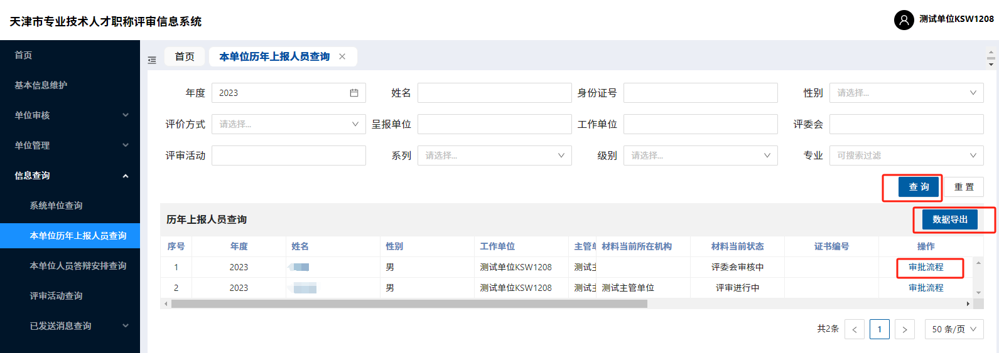 天津市专业技术人才职称评审信息系统
测试单位KSW1208
首页
基本信息维护
单位审核
单位管理
信息查询
系统单位查询
本单位历年上报人员查询
本单位人员答辩安排查询
评审活动查询
已发送消息查询
首页 本单位历年上报人员查询
年度 2023 姓名 身份证号 性别 请选择...
评价方式 请选择... 呈报单位 工作单位 评委会
评审活动 系列 请选择... 级别 请选择... 专业 可搜索过滤
查 询 重 置
历年上报人员查询 数据导出
序号 年度 姓名 性别 工作单位 主管 材料当前所在机构 材料当前状态 证书编号 操作
1 2023 男 测试单位KSW1208 测试 评委会审核中 审批流程
2 2023 男 测试单位KSW1208 测试 测试主管单位 评审进行中 审批流程
共2条 1 50 条/页